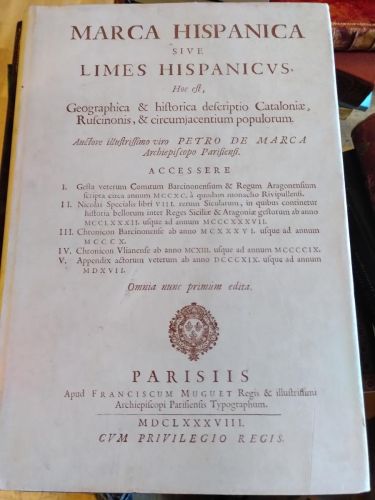 MARCA HISPANICA
SIVE
LIMES HISPANICVS,
Hoc eſt,
Geographica & hiſtorica deſcriptio Cataloniæ,
Ruſcinonis, & circumjacentium populorum.
Auctore illuſtriſſimo viro PETRO DE MARCA
Archiepiſcopo Pariſienſi.
ACCESSERE
I. Geſta veterum Comitum Barcinonenſium & Regum Aragonenſium
ſcripta circa annum MCCXC. à quodam monacho Rivipullenſi.
II. Nicolai Specialis libri VIII. rerum Sicularum, in quibus continetur
hiſtoria bellorum inter Reges Siciliæ & Aragoniæ geſtorum ab anno
MCCLXXXII. uſque ad annum MCCCXXXVII.
III. Chronicon Barcinonenſe ab anno MCXXXVI. uſque ad annum
MCCCX.
IV. Chronicon Vlianenſe ab anno MCXIII. uſque ad annum MCCCCIX.
V. Appendix actorum veterum ab anno DCCCXIX. uſque ad annum
MDXVII.
Omnia nunc primùm edita.
PARISIIS
Apud FRANCISCUM MUGUET Regis & illuſtriſſimi
Archiepiſcopi Pariſienſis Typographum.
MDCLXXXVIII.
CVM PRIVILEGIO REGIS.